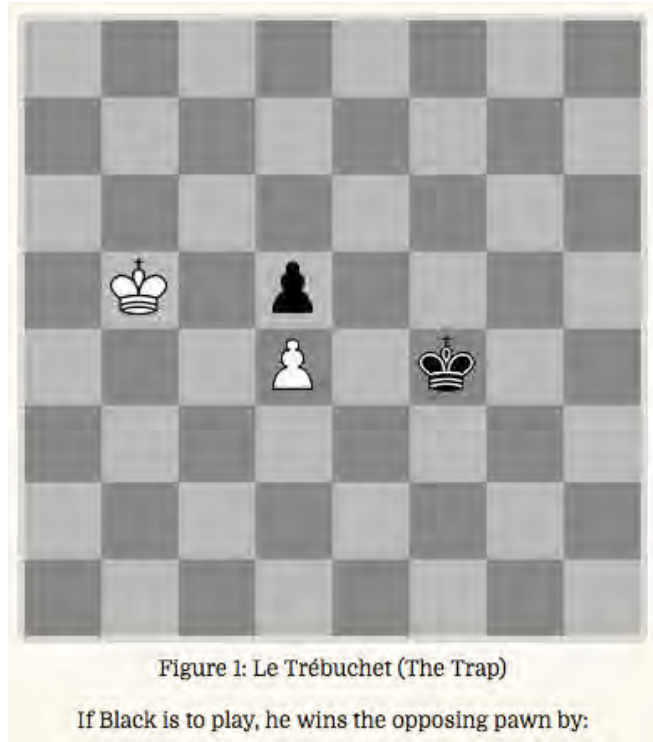 Figure 1: Le Trébuchet (The Trap)
If Black is to play, he wins the opposing pawn by: